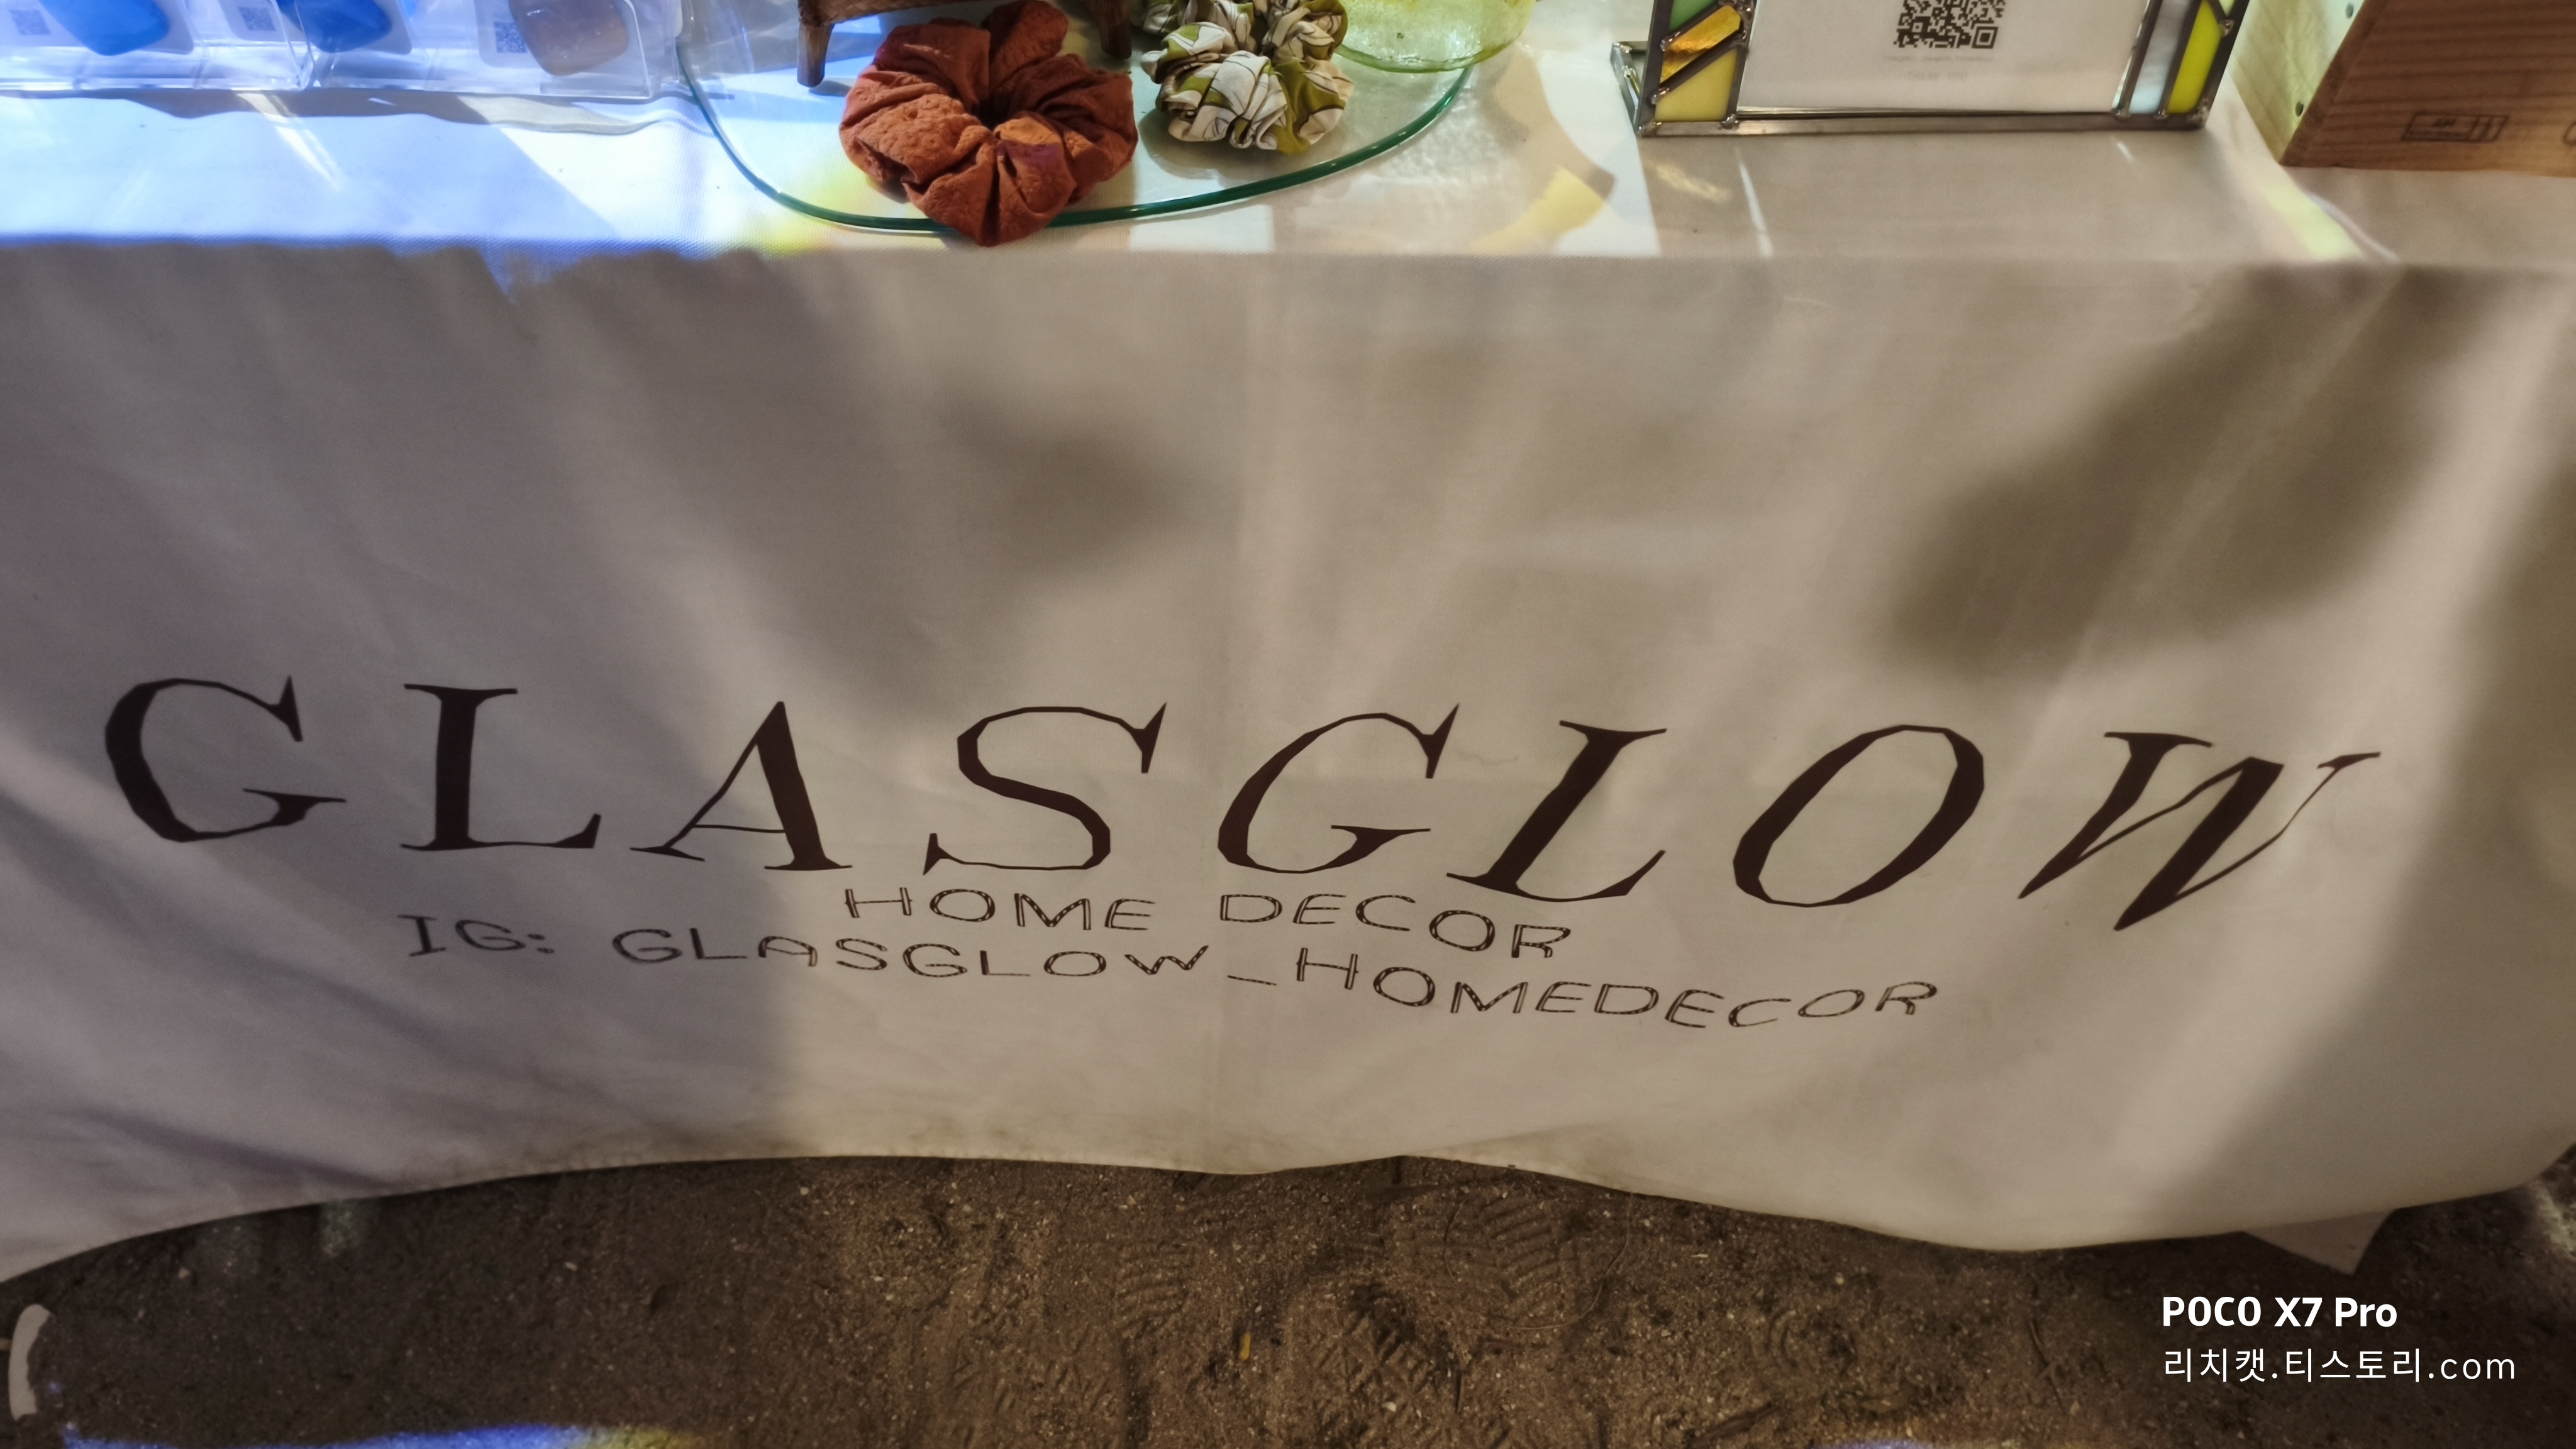 GLASGLOW
HOME DECOR
IG: GLASGLOW_HOMEDECOR
POCO X7 Pro
리치캣.티스토리.com